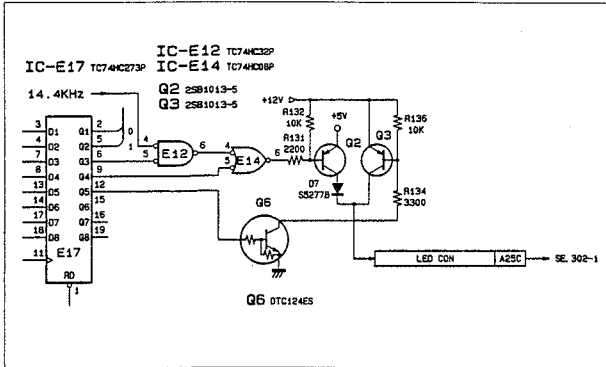 IC-E12 TC74HC32P
IC-E17 TC74HC273P
IC-E14 TC74HC08P
Q2 2SB1013-5
Q3 2SB1013-5
14.4KHz
+12V
R132
10K
+5V
R136
10K
R131
2200
Q2
Q3
D7
S5277B
R134
3300
3 D1 Q1 2
4 D2 Q2 5
7 D3 Q3 6
8 D4 Q4 9
13 D5 Q5 12
14 D6 Q6 15
17 D7 Q7 16
18 D8 Q8 19
11 E17
RD
1
0
1
4
5
E12
6
4
5
E14
6
Q6
LED CON A25C SE.302-1
Q6 DTC124ES